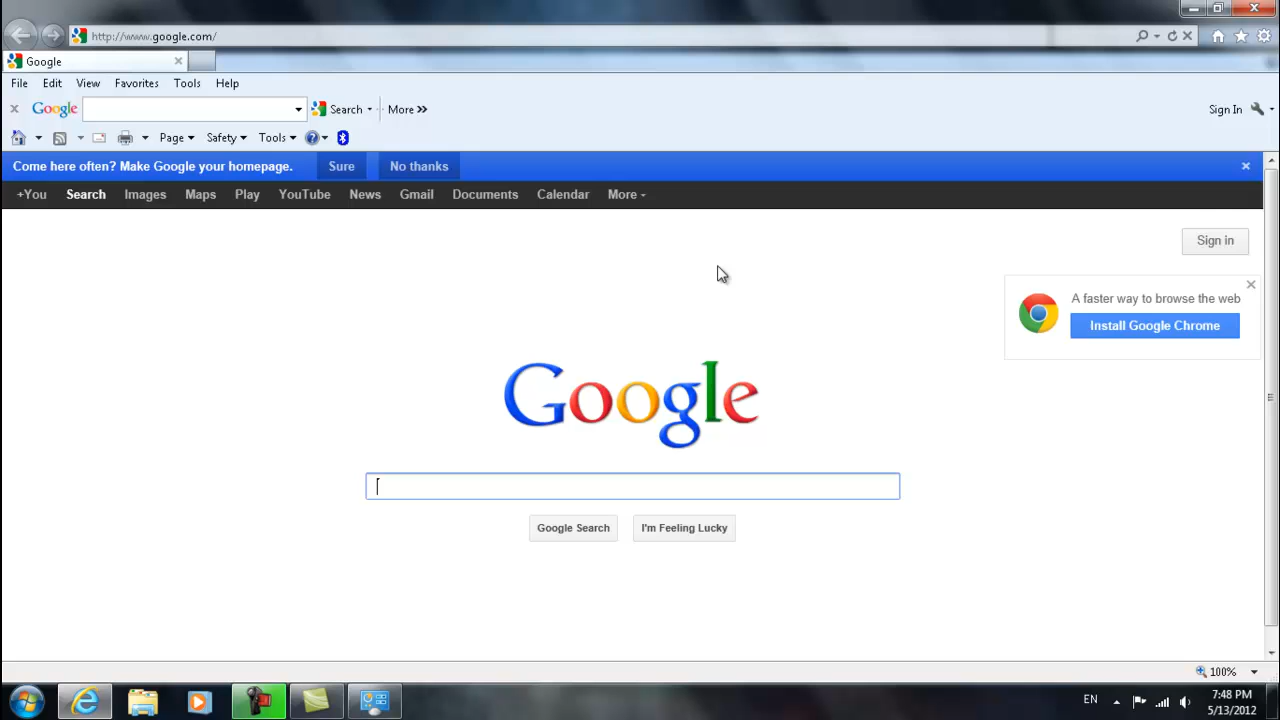 http://www.google.com/
Google
File Edit View Favorites Tools Help
Google Search More »
Sign In
Page Safety Tools
Come here often? Make Google your homepage. Sure No thanks
+You Search Images Maps Play YouTube News Gmail Documents Calendar More
Sign in
A faster way to browse the web
Install Google Chrome
Google
Google Search I'm Feeling Lucky
100%
EN
7:48 PM
5/13/2012